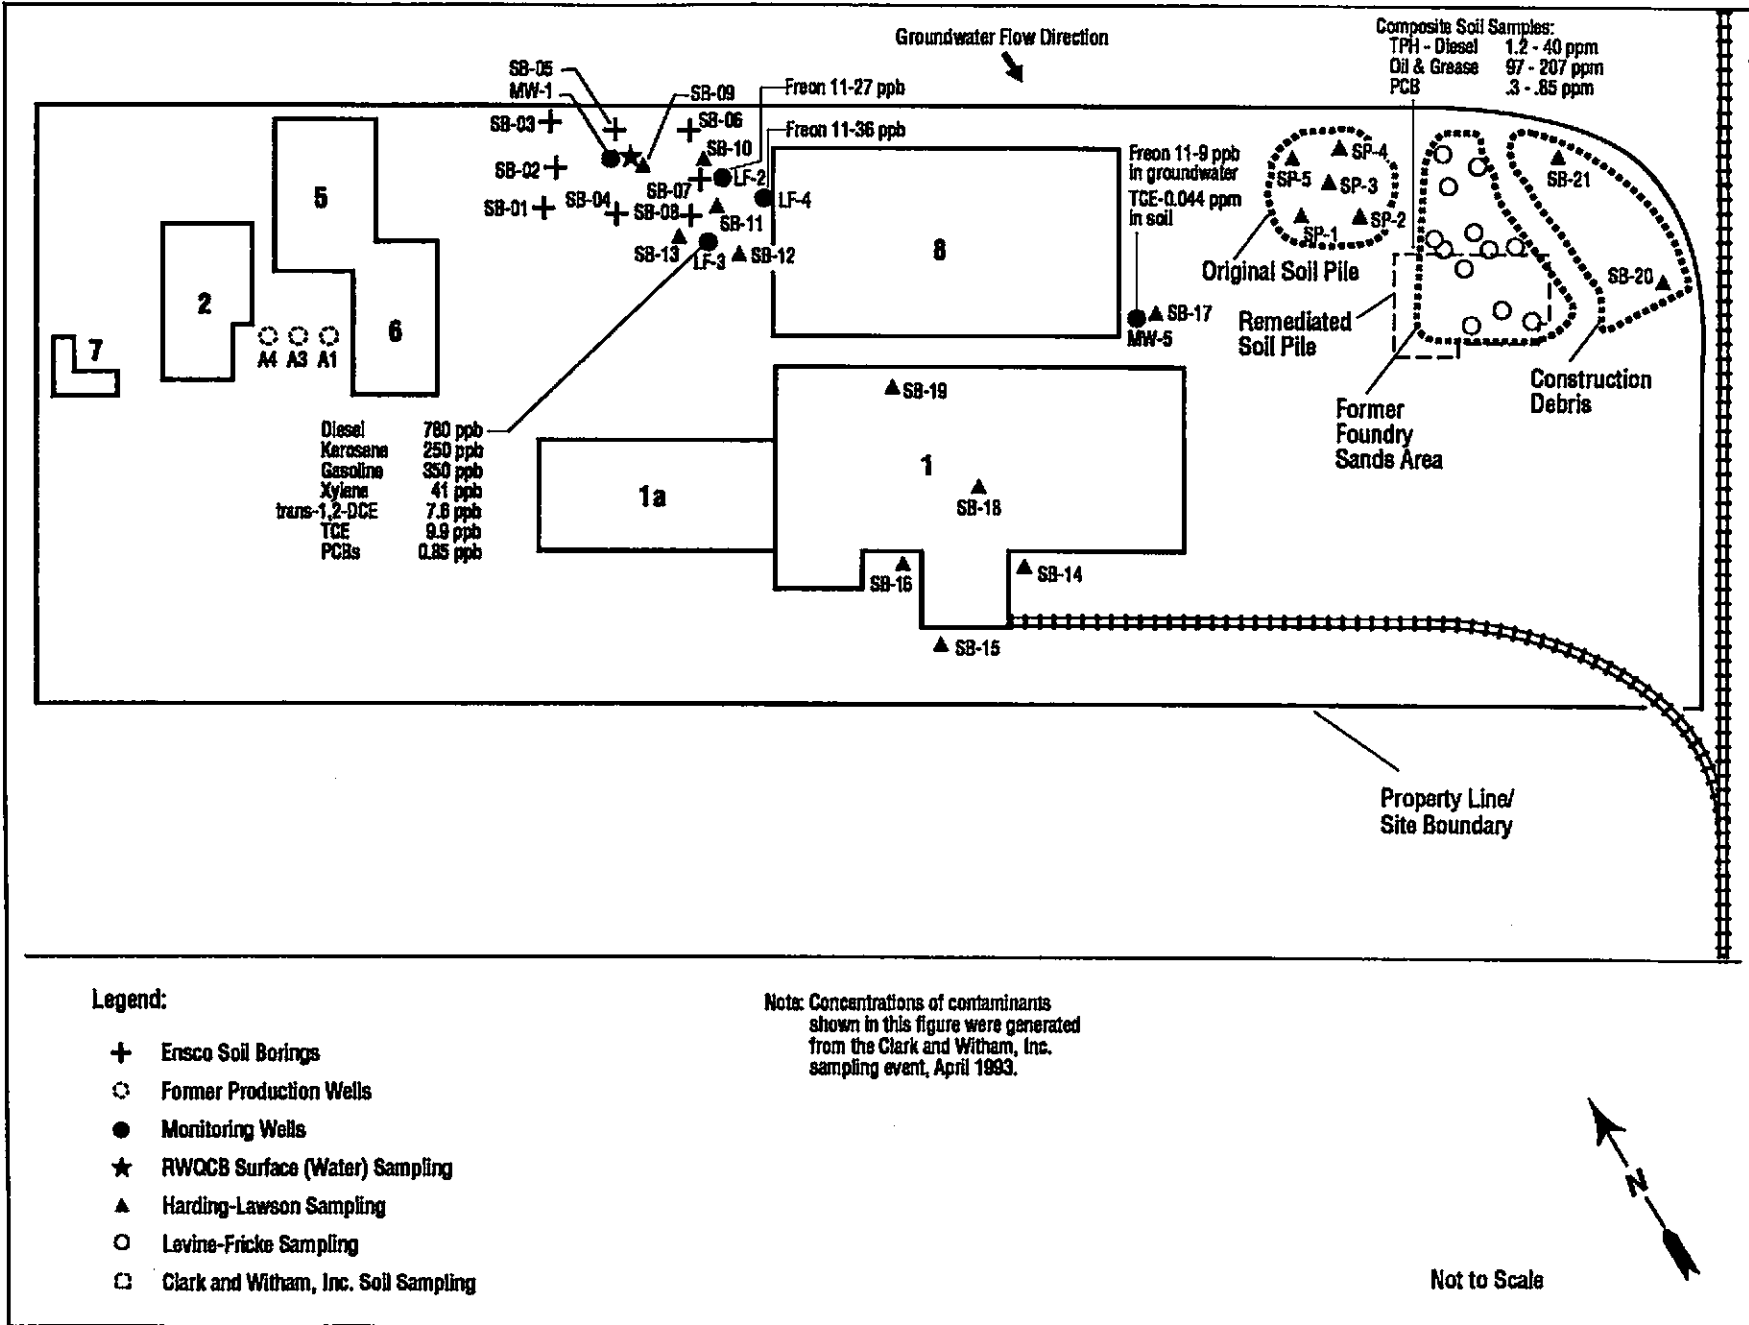 Groundwater Flow Direction
Composite Soil Samples:
TPH - Diesel 1.2 - 40 ppm
Oil & Grease 97 - 207 ppm
PCB .3 - .85 ppm
SB-05
MW-1
SB-09
Freon 11-27 ppb
SB-03
SB-06
Freon 11-36 ppb
SB-10
SB-02
SB-07
LF-2
LF-4
SB-01
SB-04
SB-08
SB-11
SB-13
LF-3
SB-12
Freon 11-9 ppb
in groundwater
TCE-0.044 ppm
in soil
SP-4
SP-5
SP-3
SP-1
SP-2
SB-21
SB-20
Original Soil Pile
5
8
2
6
7
A4 A3 A1
SB-17
MW-5
Remediated
Soil Pile
Construction
Debris
Former
Foundry
Sands Area
Diesel 780 ppb
Kerosene 250 ppb
Gasoline 350 ppb
Xylene 41 ppb
trans-1,2-DCE 7.6 ppb
TCE 9.9 ppb
PCBs 0.85 ppb
SB-19
1
1a
SB-18
SB-16
SB-14
SB-15
Property Line/
Site Boundary
Legend:
Ensco Soil Borings
Former Production Wells
Monitoring Wells
RWQCB Surface (Water) Sampling
Harding-Lawson Sampling
Levine-Fricke Sampling
Clark and Witham, Inc. Soil Sampling
Note: Concentrations of contaminants
shown in this figure were generated
from the Clark and Witham, Inc.
sampling event, April 1993.
N
Not to Scale